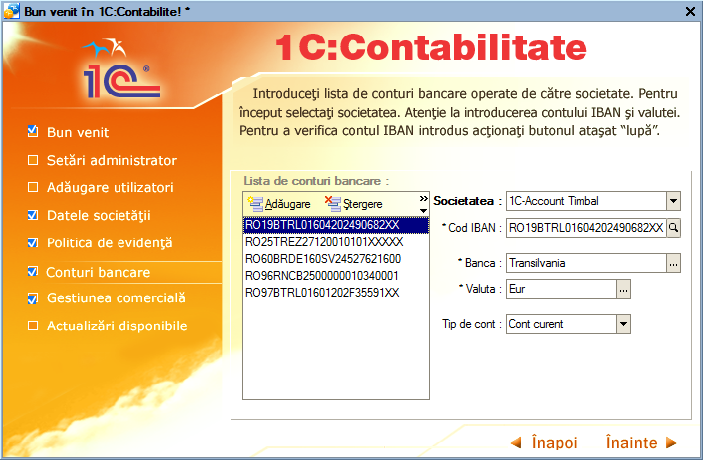 Bun venit în 1C:Contabilite! *
1C:Contabilitate
1C®
Introduceţi lista de conturi bancare operate de către societate. Pentru
început selectaţi societatea. Atenţie la introducerea contului IBAN şi valutei.
Pentru a verifica contul IBAN introdus acţionaţi butonul ataşat “lupă”.
Bun venit
Setări administrator
Adăugare utilizatori
Datele societăţii
Politica de evidenţă
Conturi bancare
Gestiunea comercială
Actualizări disponibile
Lista de conturi bancare :
Adăugare Ştergere »
RO19BTRL01604202490682XX
RO25TREZ27120010101XXXXX
RO60BRDE160SV24527621600
RO96RNCB2500000010340001
RO97BTRL01601202F35591XX
Societatea : 1C-Account Timbal
* Cod IBAN : RO19BTRL01604202490682XX
* Banca : Transilvania ...
* Valuta : Eur ...
Tip de cont : Cont curent
Înapoi Înainte